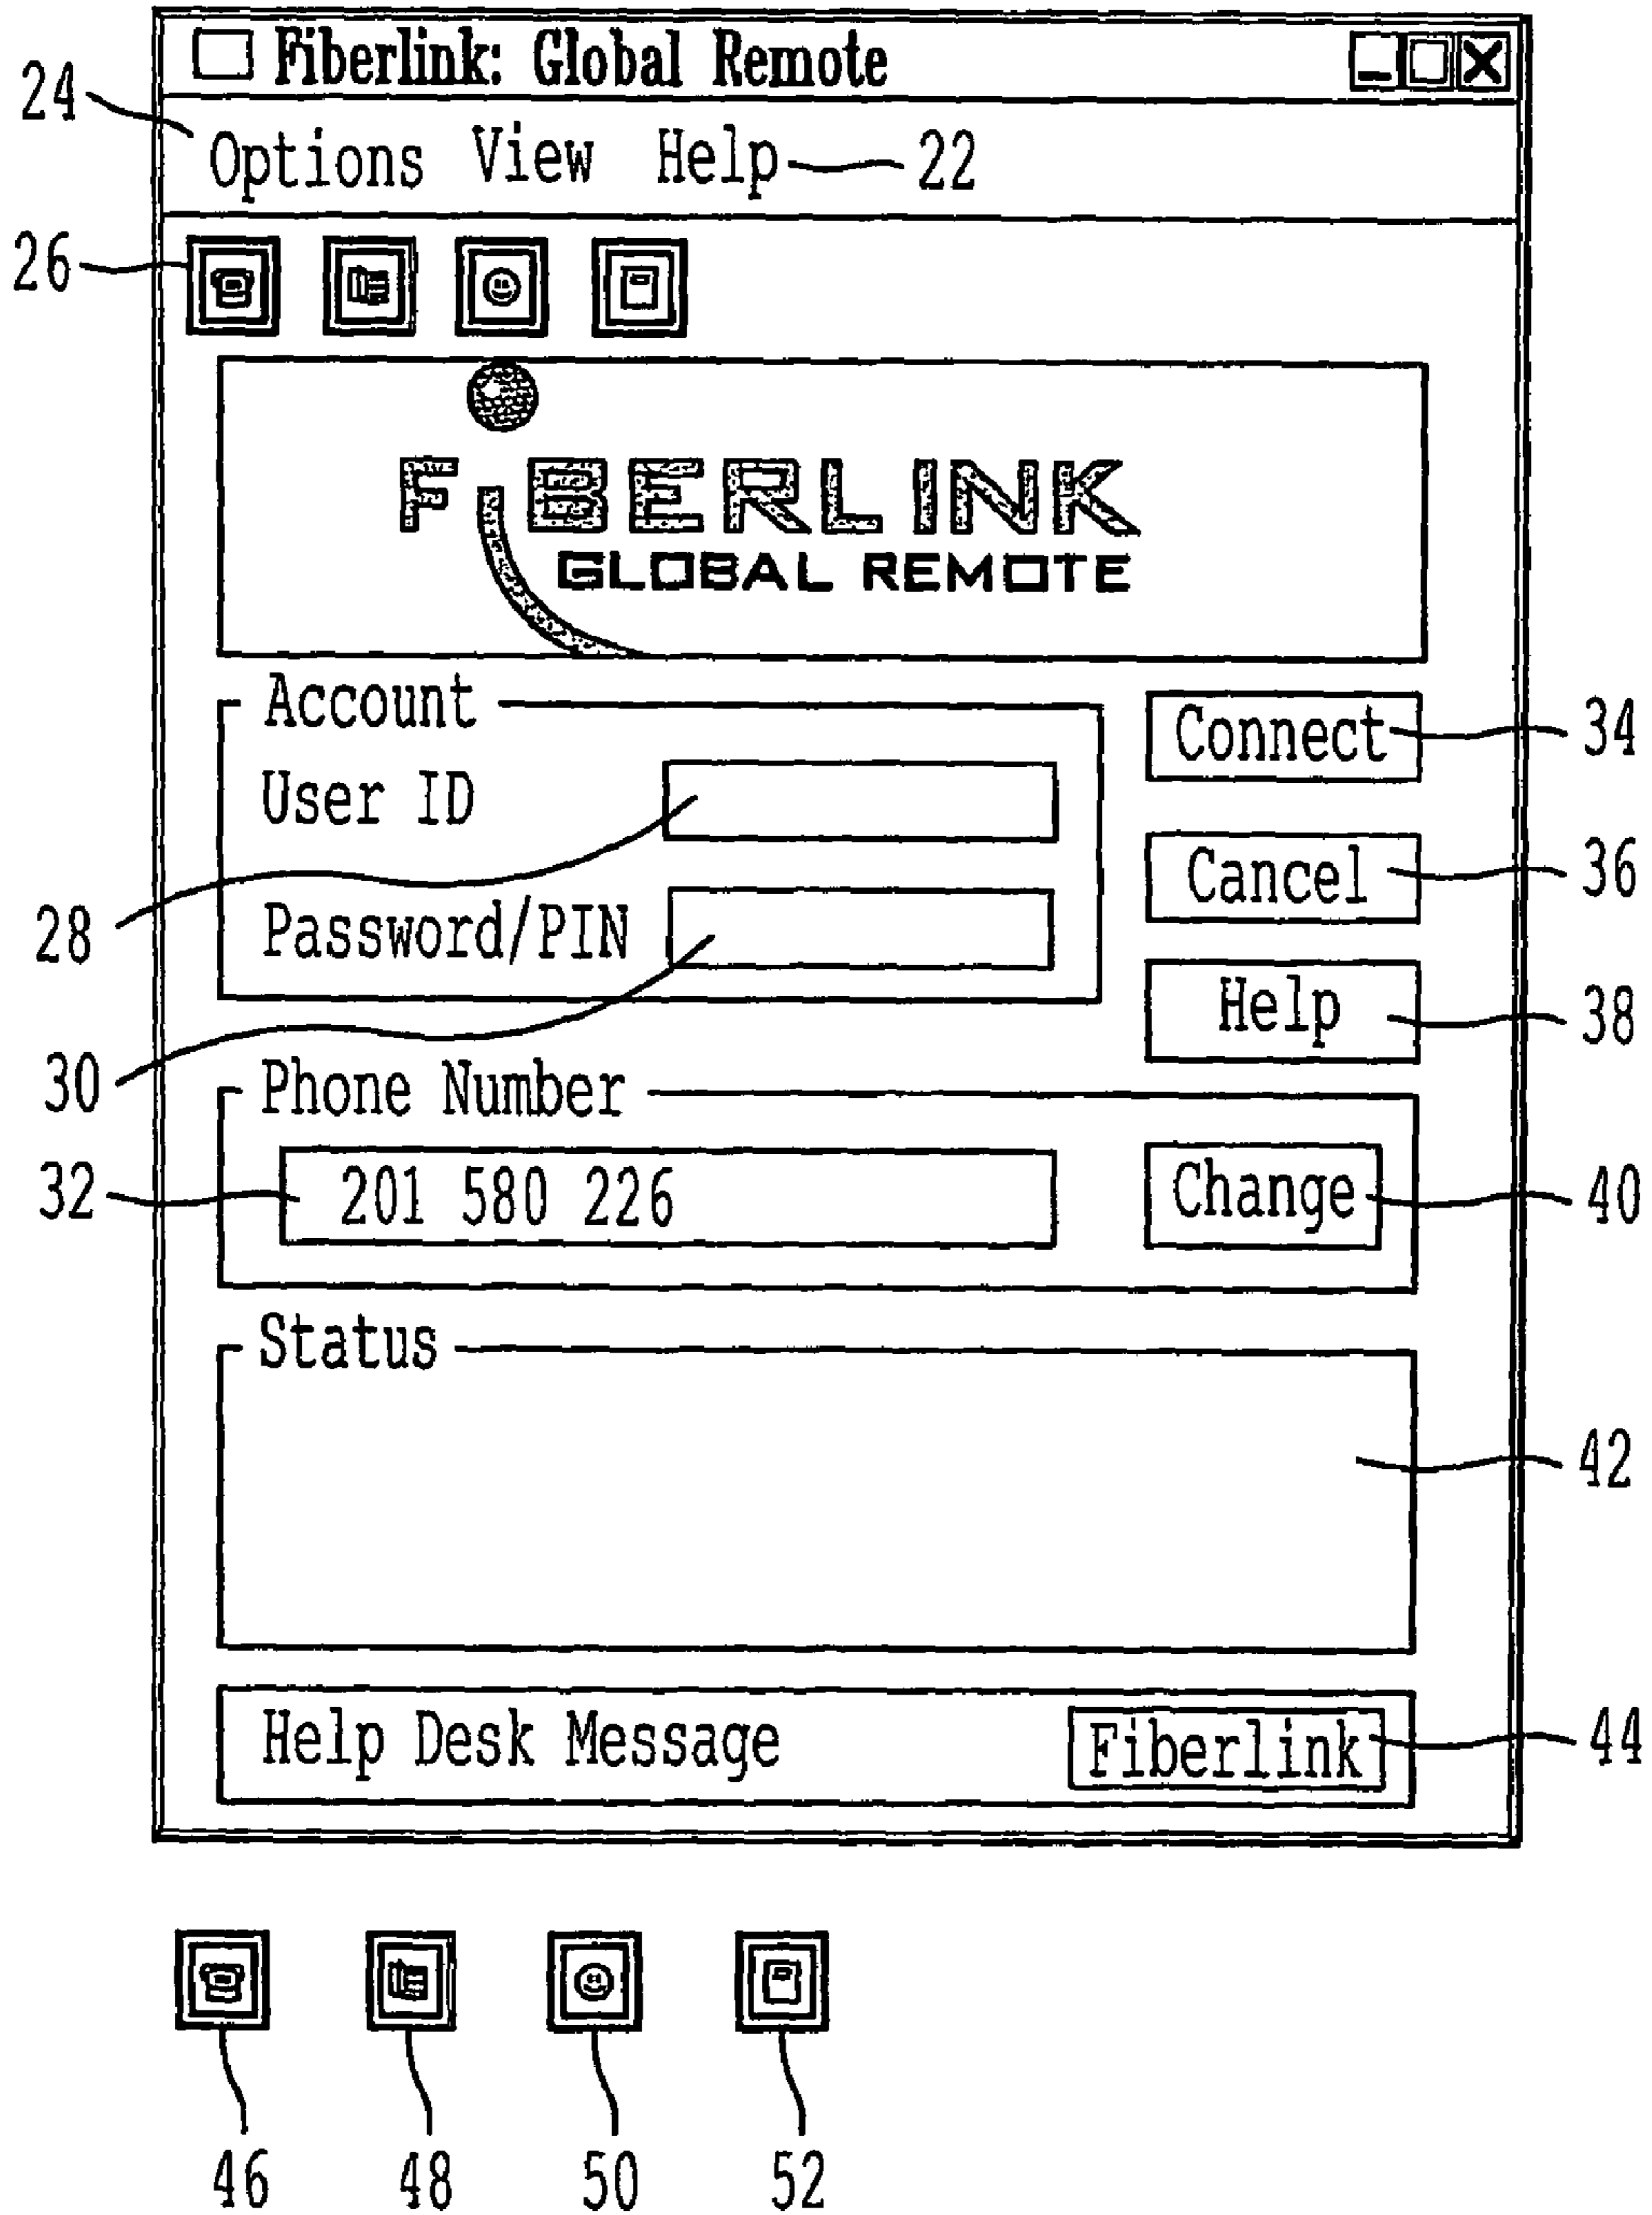 Fiberlink: Global Remote
24
Options View Help
22
26
FiBERLINK
GLOBAL REMOTE
Account
Connect
34
User ID
Cancel
36
28
Password/PIN
Help
38
30
Phone Number
32
201 580 226
Change
40
Status
42
Help Desk Message
Fiberlink
44
46 48 50 52